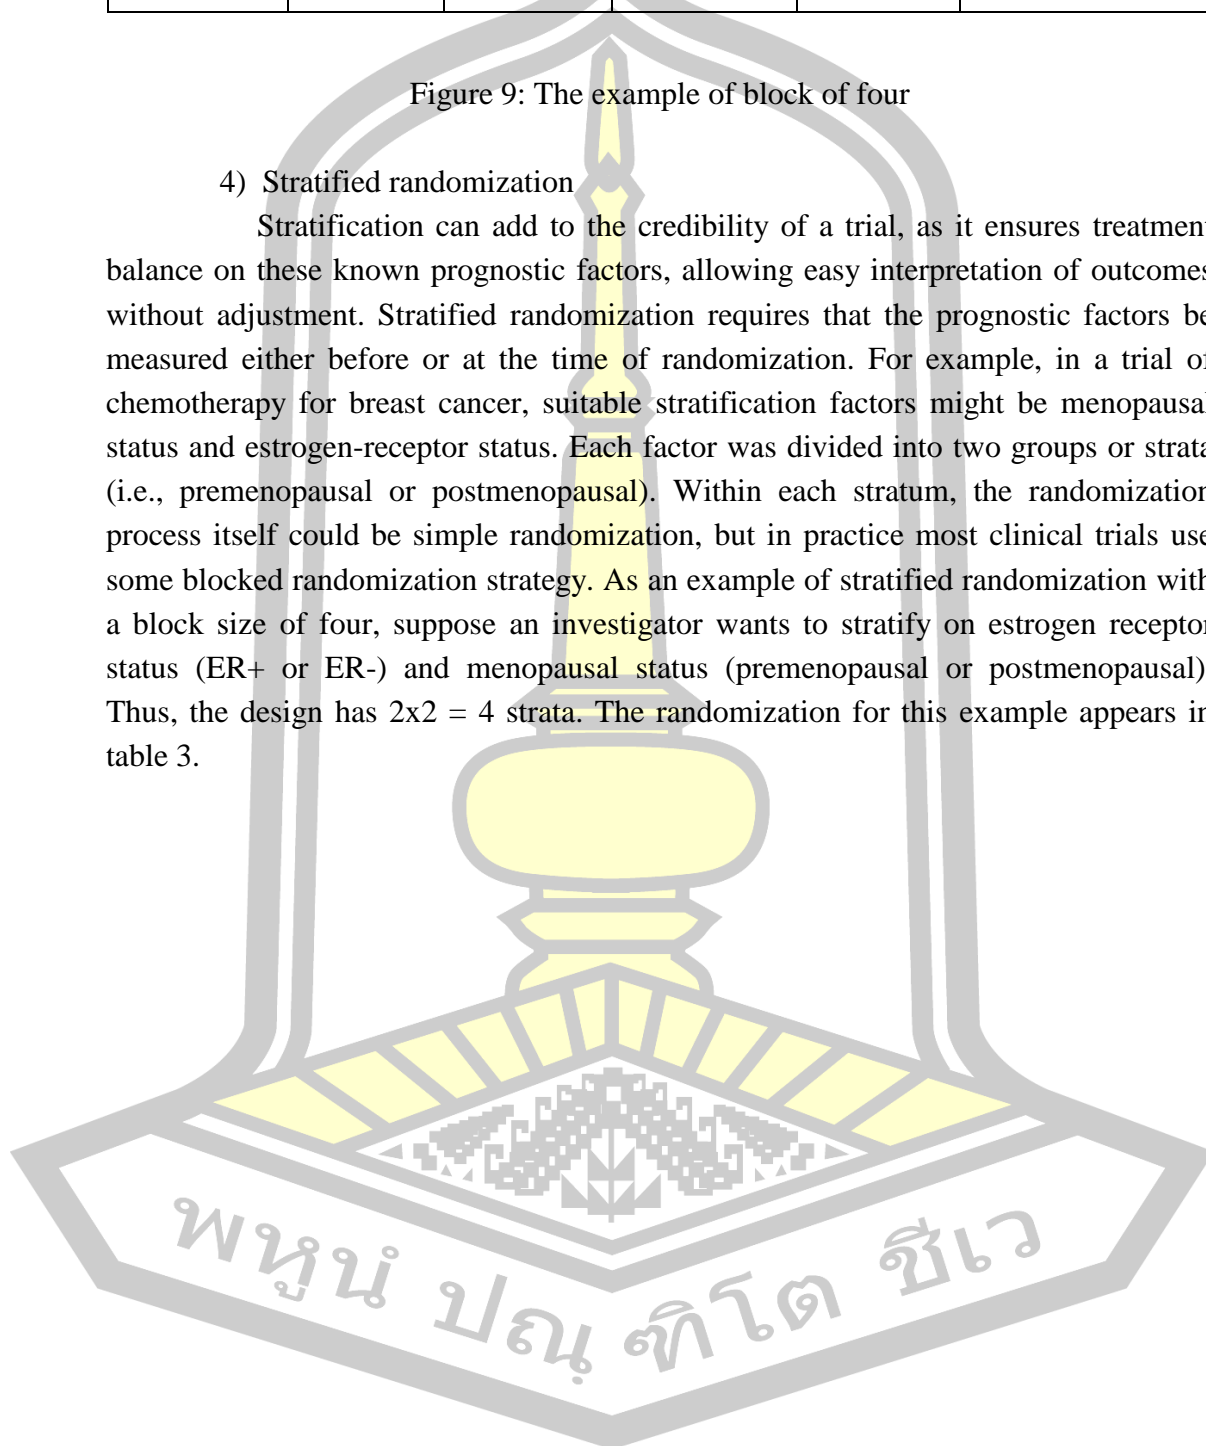 Figure 9: The example of block of four
4) Stratified randomization
Stratification can add to the credibility of a trial, as it ensures treatment
balance on these known prognostic factors, allowing easy interpretation of outcomes
without adjustment. Stratified randomization requires that the prognostic factors be
measured either before or at the time of randomization. For example, in a trial of
chemotherapy for breast cancer, suitable stratification factors might be menopausal
status and estrogen-receptor status. Each factor was divided into two groups or strata
(i.e., premenopausal or postmenopausal). Within each stratum, the randomization
process itself could be simple randomization, but in practice most clinical trials use
some blocked randomization strategy. As an example of stratified randomization with
a block size of four, suppose an investigator wants to stratify on estrogen receptor
status (ER+ or ER-) and menopausal status (premenopausal or postmenopausal)
Thus, the design has 2x2 = 4 strata. The randomization for this example appears in
table 3.
พหูนํ ปณฺฑิโต ชีเว